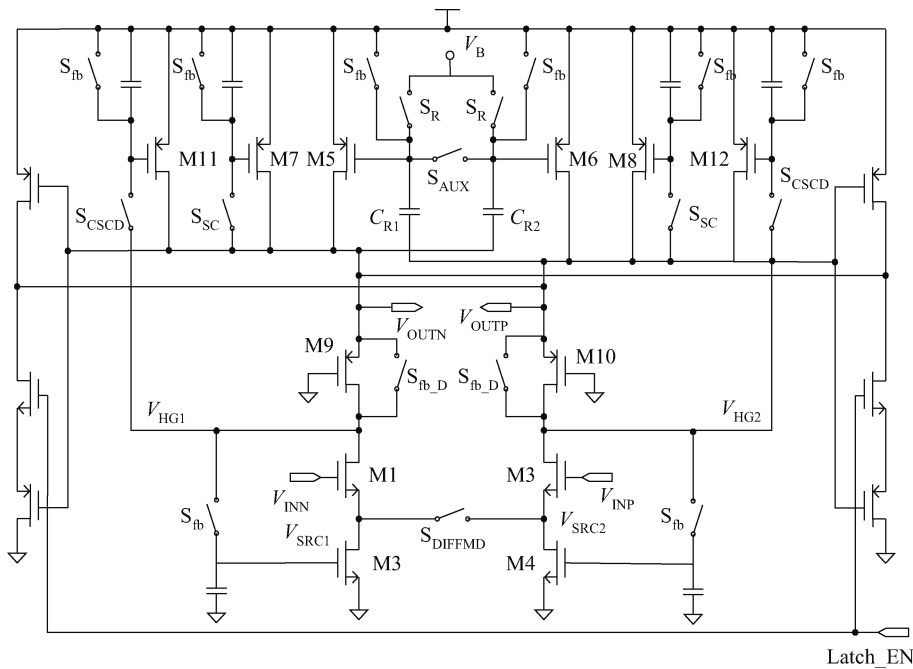 V_B
S_fb S_fb S_fb S_fb S_fb S_fb
S_R S_R
M11 M7 M5 M6 M8 M12
S_AUX
S_CSCD S_SC C_R1 C_R2 S_SC S_CSCD
V_OUTN V_OUTP
M9 M10
S_fb_D S_fb_D
V_HG1 V_HG2
M1 M3
V_INN V_INP
S_fb V_SRC1 S_DIFFMD V_SRC2 S_fb
M3 M4
Latch_EN